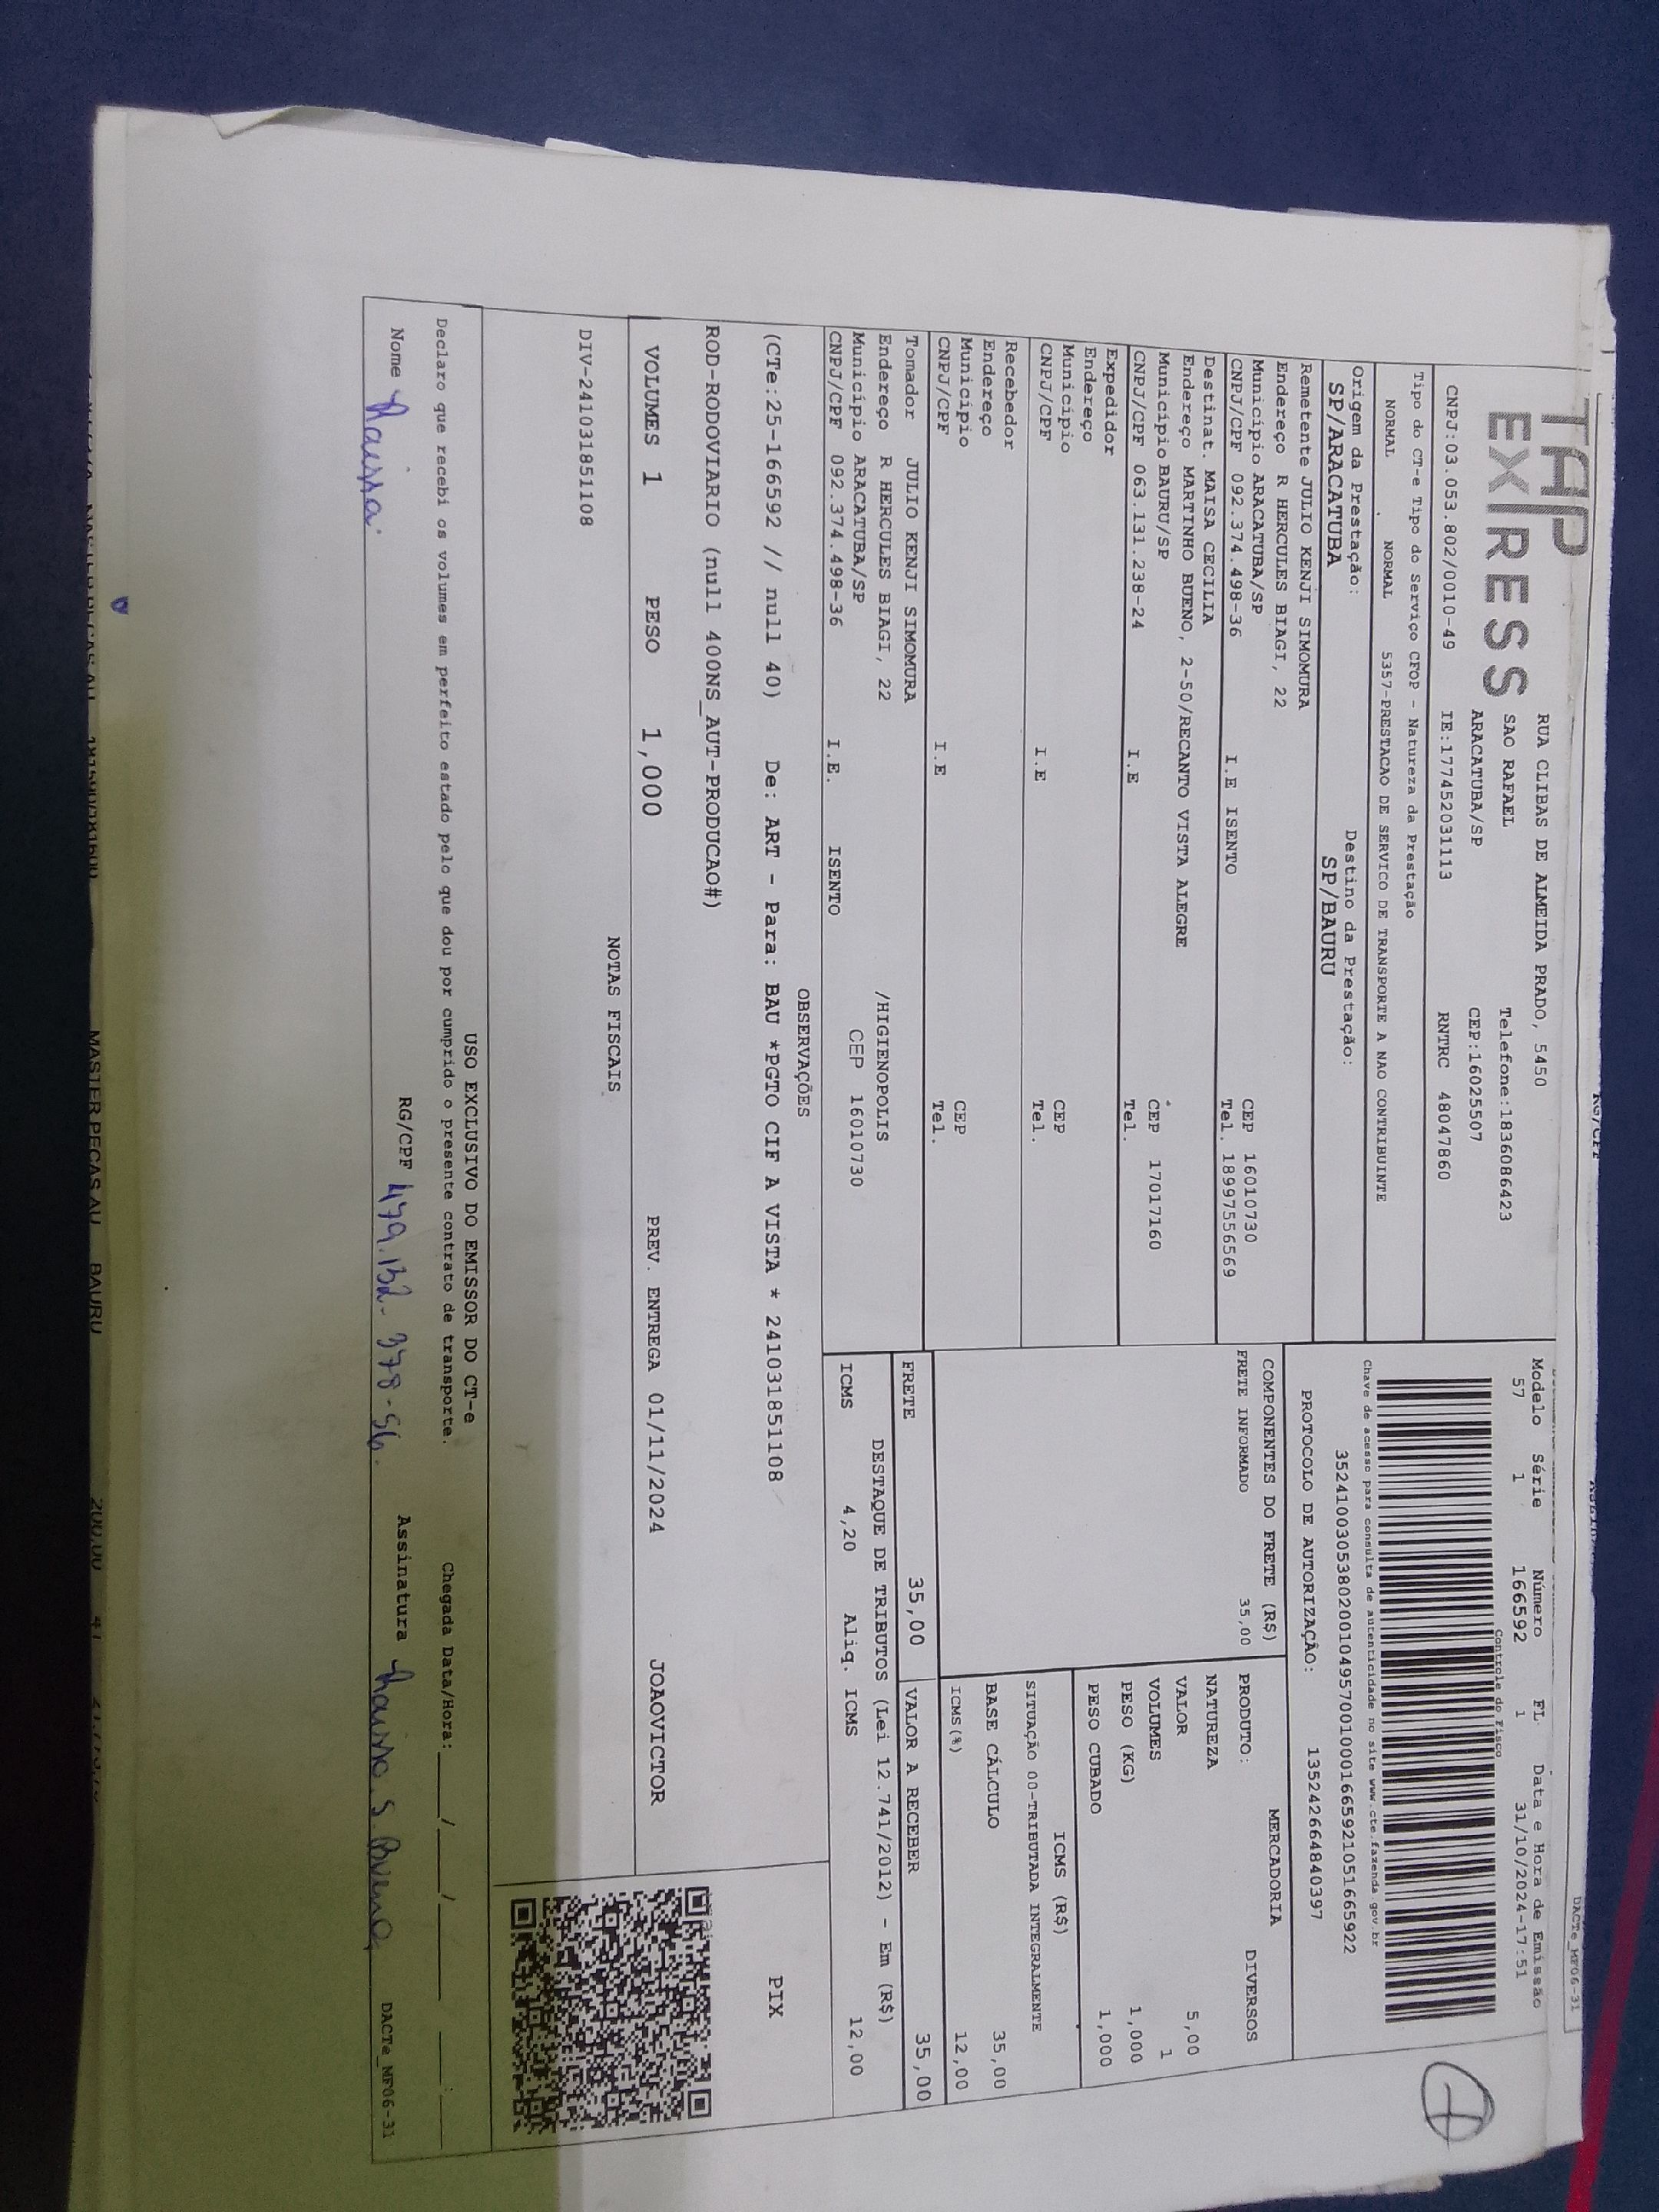 DACTe_MF06-31
TAP EXPRESS
RUA CLIBAS DE ALMEIDA PRADO, 5450
SAO RAFAEL Telefone:1836086423
ARACATUBA/SP CEP:16025507
CNPJ:03.053.802/0010-49 IE:177452031113 RNTRC 48047860
Modelo Série Número FL Data e Hora de Emissão
57 1 166592 1 31/10/2024-17:51
Controle do Fisco
Chave de acesso para consulta de autenticidade no site www.cte.fazenda.gov.br
35241003053802001049570010001665921051665922
PROTOCOLO DE AUTORIZAÇÃO: 135242664840397
Tipo do CT-e Tipo do Serviço CFOP - Natureza da Prestação
NORMAL NORMAL 5357-PRESTACAO DE SERVICO DE TRANSPORTE A NAO CONTRIBUINTE
Origem da Prestação: Destino da Prestação:
SP/ARACATUBA SP/BAURU
Remetente JULIO KENJI SIMOMURA
Endereço R HERCULES BIAGI, 22
Município ARACATUBA/SP CEP 16010730
CNPJ/CPF 092.374.498-36 I.E ISENTO Tel. 18997556569
Destinat. MAISA CECILIA
Endereço MARTINHO BUENO, 2-50/RECANTO VISTA ALEGRE
Município BAURU/SP CEP 17017160
CNPJ/CPF 063.131.238-24 I.E Tel.
Expedidor
Endereço
Município CEP
CNPJ/CPF I.E Tel.
Recebedor
Endereço
Município CEP
CNPJ/CPF I.E Tel.
Tomador JULIO KENJI SIMOMURA
Endereço R HERCULES BIAGI, 22 /HIGIENOPOLIS
Município ARACATUBA/SP CEP 16010730
CNPJ/CPF 092.374.498-36 I.E. ISENTO
COMPONENTES DO FRETE (R$)
FRETE INFORMADO 35,00
MERCADORIA
PRODUTO: DIVERSOS
NATUREZA
VALOR 5,00
VOLUMES 1
PESO (KG) 1,000
PESO CUBADO 1,000
ICMS (R$)
SITUAÇÃO 00-TRIBUTADA INTEGRALMENTE
BASE CÁLCULO 35,00
ICMS(%) 12,00
FRETE 35,00 VALOR A RECEBER 35,00
DESTAQUE DE TRIBUTOS (Lei 12.741/2012) - Em (R$)
ICMS 4,20 Aliq. ICMS 12,00
OBSERVAÇÕES
(CTe:25-166592 // null 40) De: ART - Para: BAU *PGTO CIF A VISTA * 241031851108
ROD-RODOVIARIO (null 400NS_AUT-PRODUCAO#)
PIX
VOLUMES 1 PESO 1,000 PREV. ENTREGA 01/11/2024 JOAOVICTOR
NOTAS FISCAIS
DIV-2410318511108
USO EXCLUSIVO DO EMISSOR DO CT-e
Declaro que recebi os volumes em perfeito estado pelo que dou por cumprido o presente contrato de transporte. Chegada Data/Hora:____/____/____ ___:___
Nome RG/CPF 479.132-378-56. Assinatura DACTe_MF06-31
MASTER PECAS AU BAURU 200,00